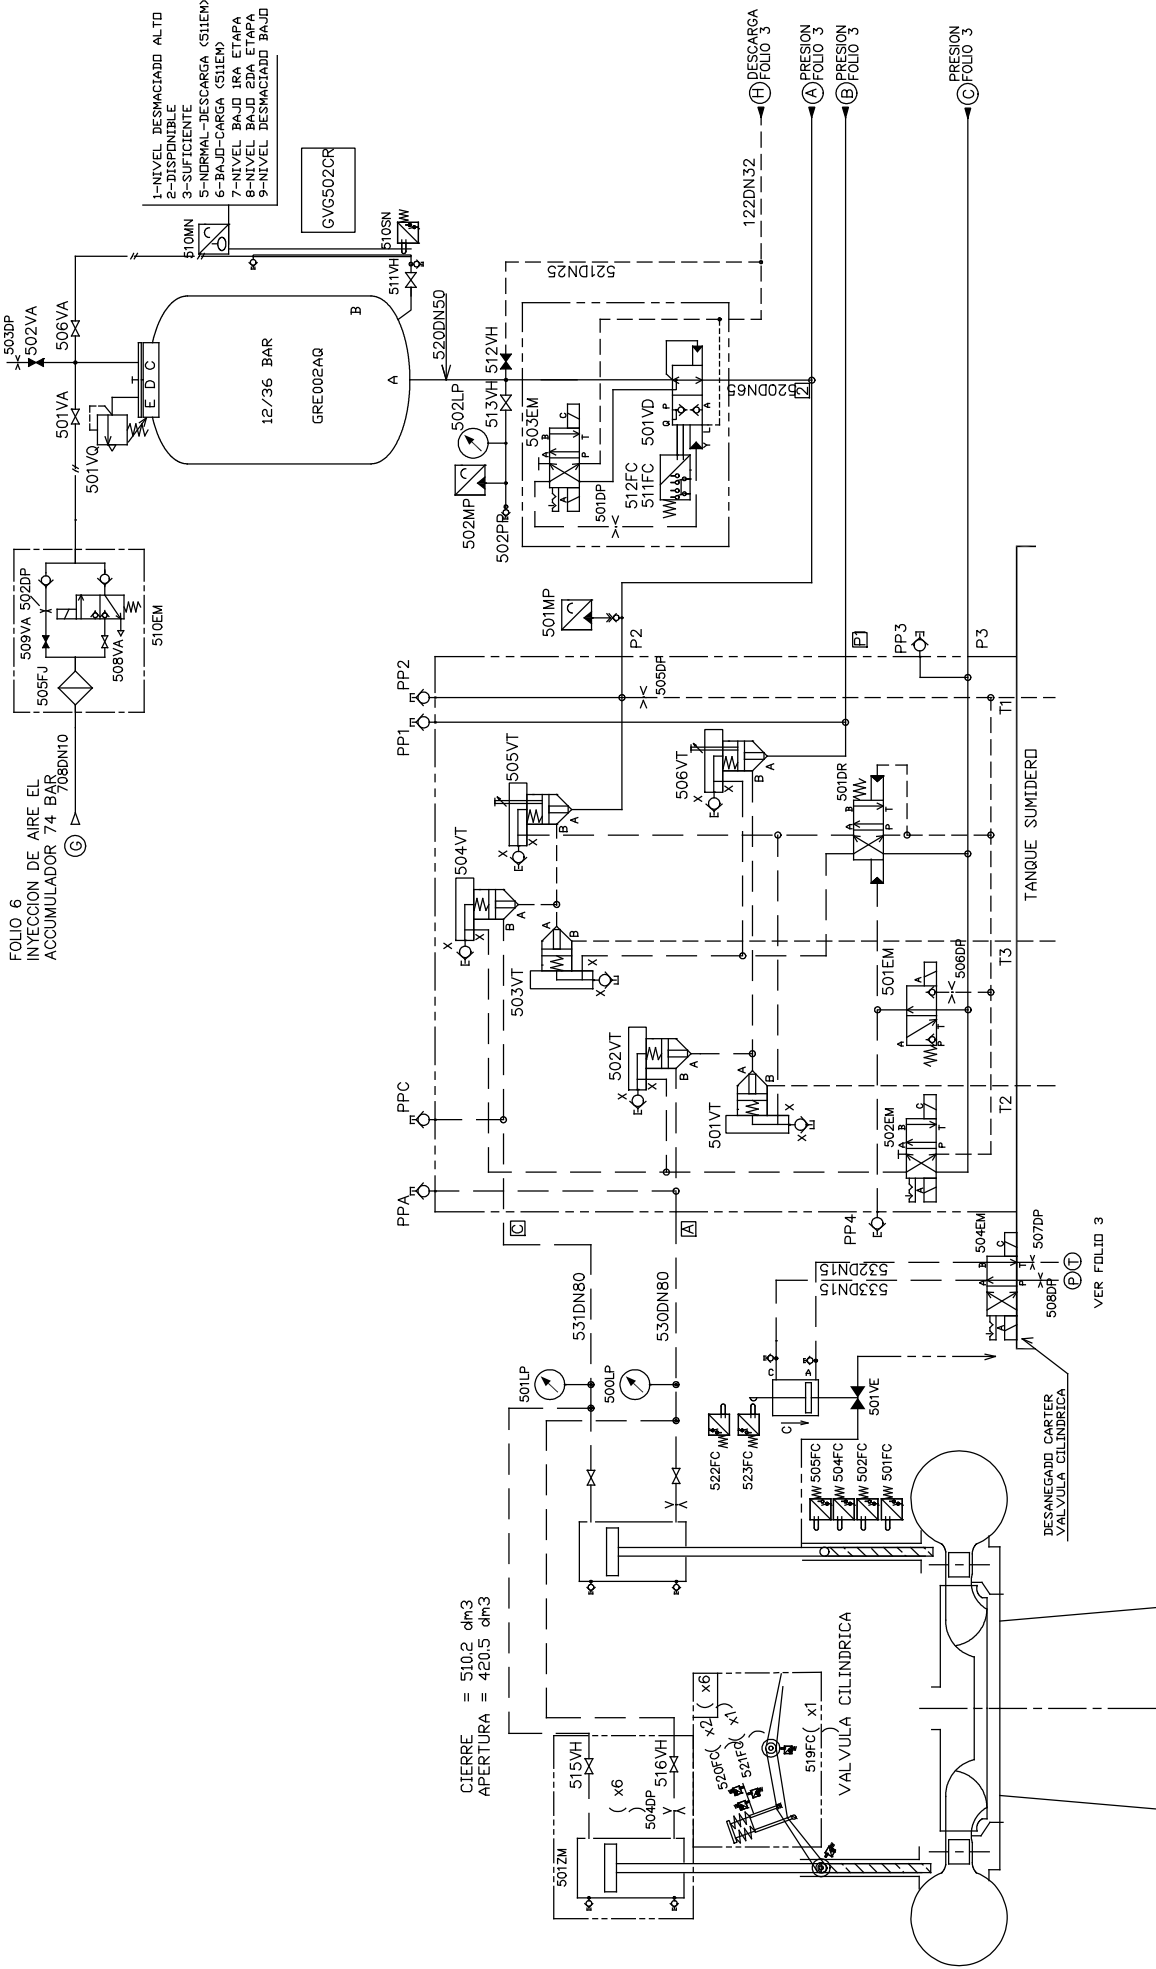 FOLIO 6
INYECCION DE AIRE EL
ACCUMULADOR 74 BAR
G
708DN10
505FJ
509VA
502DP
508VA
510EM
501VA
501VQ
503DP
502VA
506VA
E D C
T
12/36 BAR
GRE002AQ
A
B
1-NIVEL DESMACIADO ALTO
2-DISPONIBLE
3-SUFICIENTE
5-NORMAL-DESCARGA (511EM)
6-BAJO-CARGA (511EM)
7-NIVEL BAJO 1RA ETAPA
8-NIVEL BAJO 2DA ETAPA
9-NIVEL DESMACIADO BAJO
510MN
GVG502CR
510SN
511VH
520DN50
521DN25
122DN32
H DESCARGA
FOLIO 3
A PRESION
FOLIO 3
B PRESION
FOLIO 3
C PRESION
FOLIO 3
502LP
513VH
512VH
502MP
502PP
503EM
501DP
512FC
511FC
501VD
520DN65
2
501MP
P2
505DP
P1
PP3
P3
PP2
PP1
505VT
504VT
503VT
506VT
502VT
501VT
501DR
501EM
506DP
502EM
T1
T3
T2
TANQUE SUMIDERO
PPC
PPA
C
A
PP4
504EM
507DP
508DP
P T
VER FOLIO 3
531DN80
530DN80
532DN15
533DN15
501LP
500LP
522FC
523FC
501VE
505FC
504FC
502FC
501FC
DESANEGADO CARTER
VALVULA CILINDRICA
CIERRE = 510.2 dm3
APERTURA = 420.5 dm3
515VH
516VH
( x6
504DP
501ZM
( x6
520FC( x2
521FC( x1
519FC( x1
VALVULA CILINDRICA